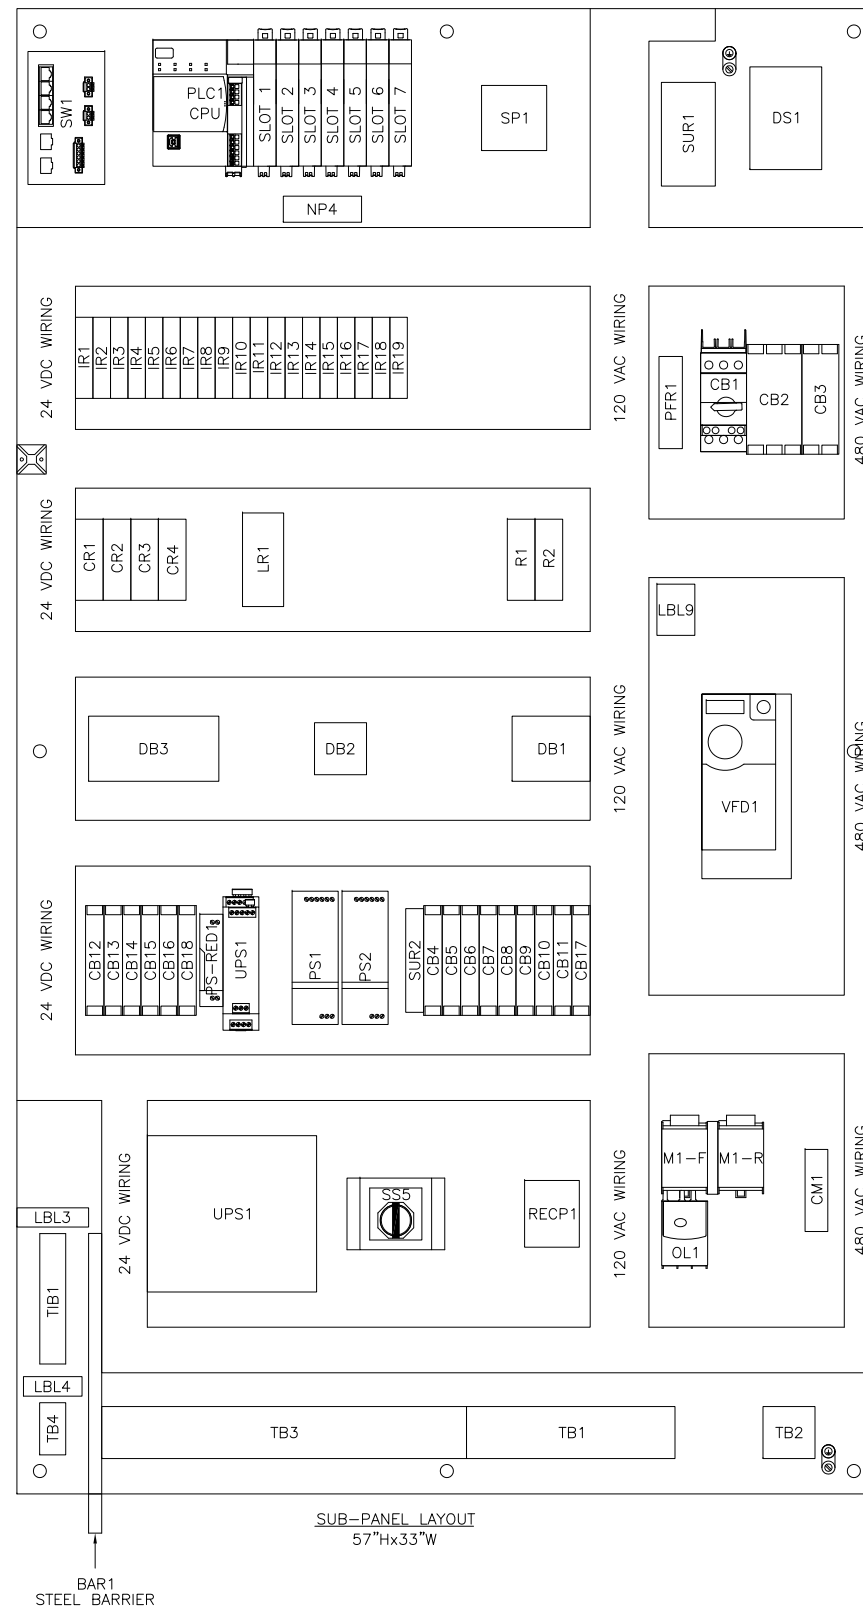 SW1
PLC1
CPU
SLOT 1
SLOT 2
SLOT 3
SLOT 4
SLOT 5
SLOT 6
SLOT 7
SP1
NP4
SUR1
DS1
24 VDC WIRING
IR1
IR2
IR3
IR4
IR5
IR6
IR7
IR8
IR9
IR10
IR11
IR12
IR13
IR14
IR15
IR16
IR17
IR18
IR19
120 VAC WIRING
PFR1
CB1
CB2
CB3
480 VAC WIRING
24 VDC WIRING
CR1
CR2
CR3
CR4
LR1
R1
R2
LBL9
DB3
DB2
DB1
120 VAC WIRING
VFD1
480 VAC WIRING
24 VDC WIRING
CB12
CB13
CB14
CB15
CB16
CB18
PS-RED1
UPS1
PS1
PS2
SUR2
CB4
CB5
CB6
CB7
CB8
CB9
CB10
CB11
CB17
24 VDC WIRING
UPS1
SS5
RECP1
120 VAC WIRING
M1-F
M1-R
OL1
CM1
480 VAC WIRING
LBL3
TIB1
LBL4
TB4
TB3
TB1
TB2
SUB-PANEL LAYOUT
57"Hx33"W
BAR1
STEEL BARRIER